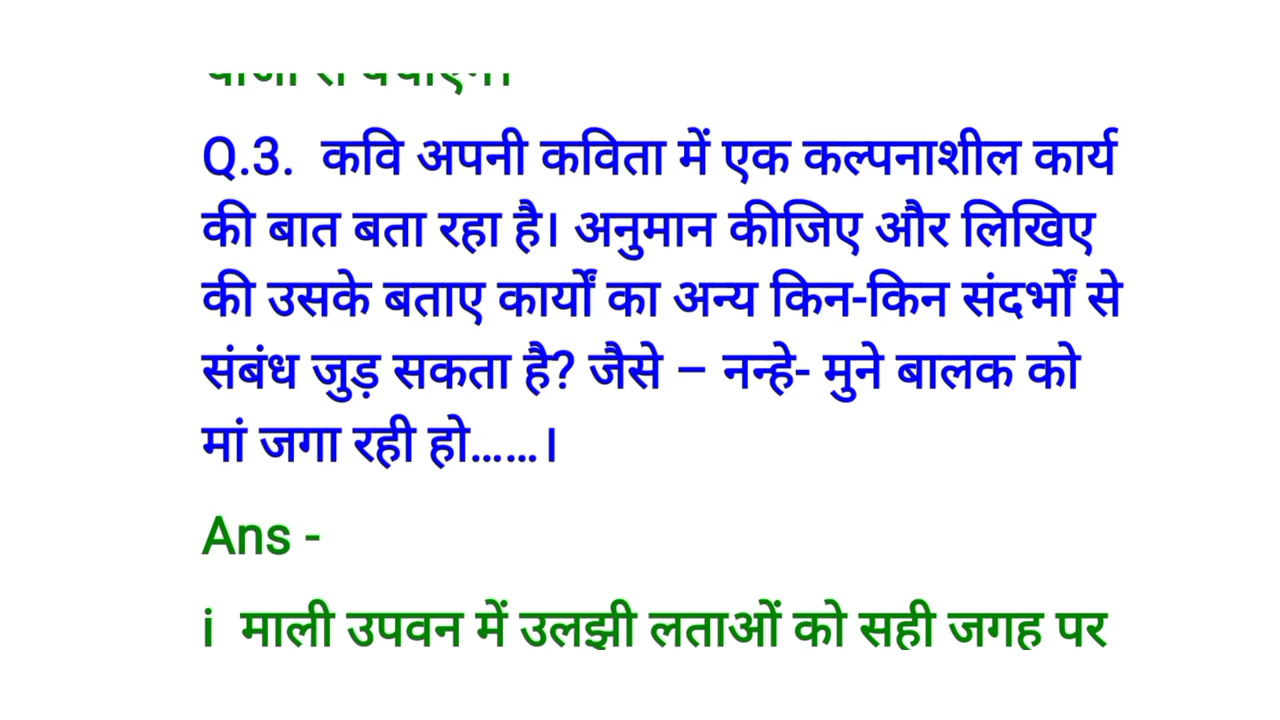 Q.3. कवि अपनी कविता में एक कल्पनाशील कार्य
की बात बता रहा है। अनुमान कीजिए और लिखिए
की उसके बताए कार्यों का अन्य किन-किन संदर्भों से
संबंध जुड़ सकता है? जैसे – नन्हे- मुने बालक को
मां जगा रही हो......।
Ans -
i माली उपवन में उलझी लताओं को सही जगह पर